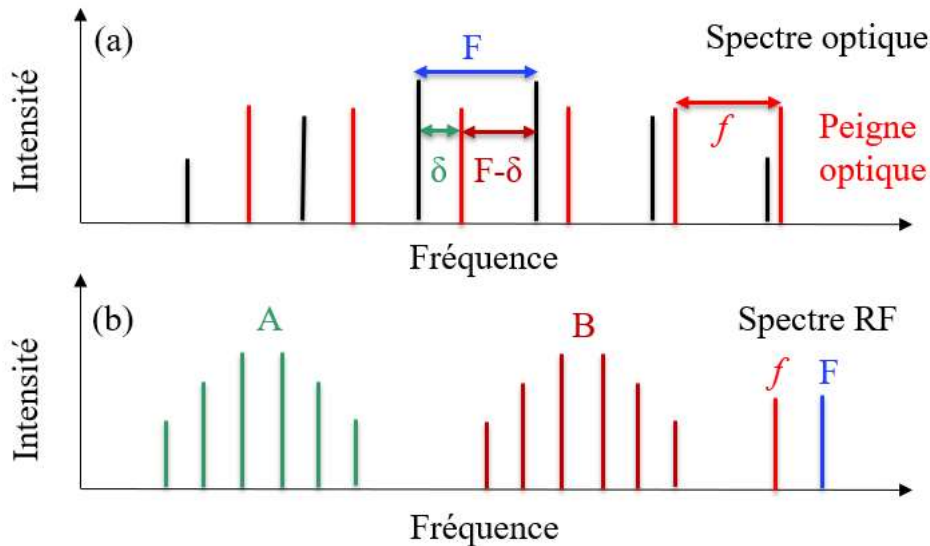 (a)
F
Spectre optique
Intensité
f
Peigne
optique
δ
F-δ
Fréquence
(b)
A
B
Spectre RF
Intensité
f
F
Fréquence